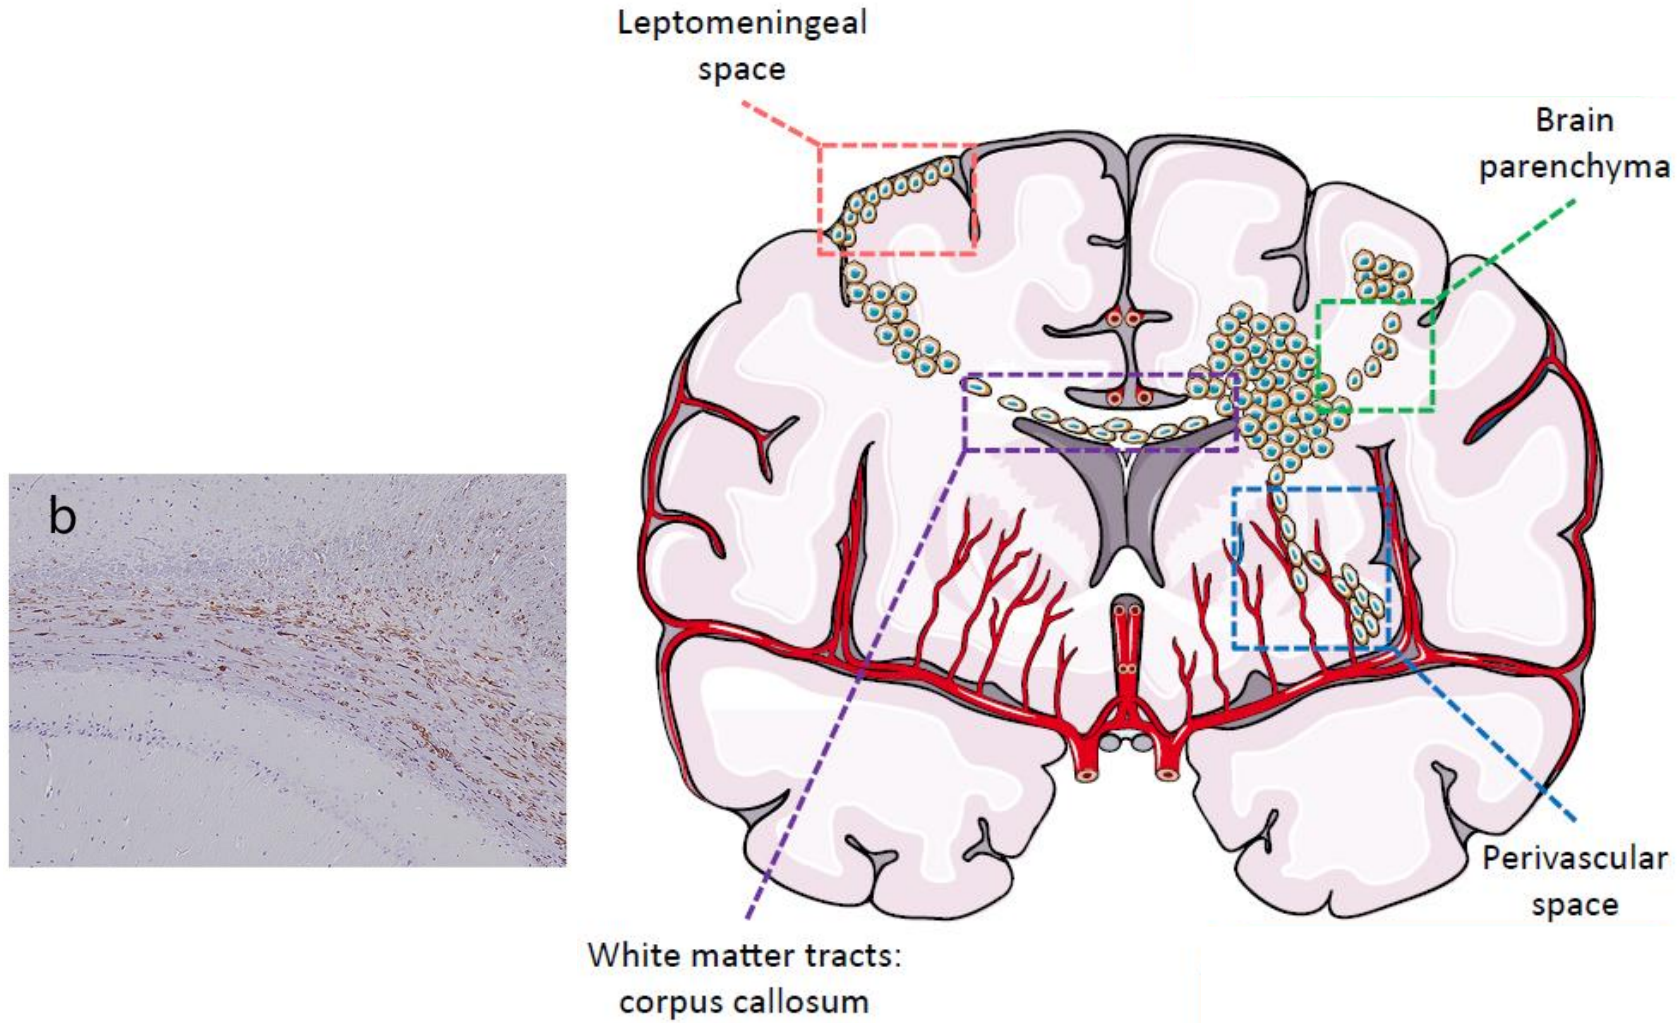 Leptomeningeal
space
Brain
parenchyma
b
Perivascular
space
White matter tracts:
corpus callosum